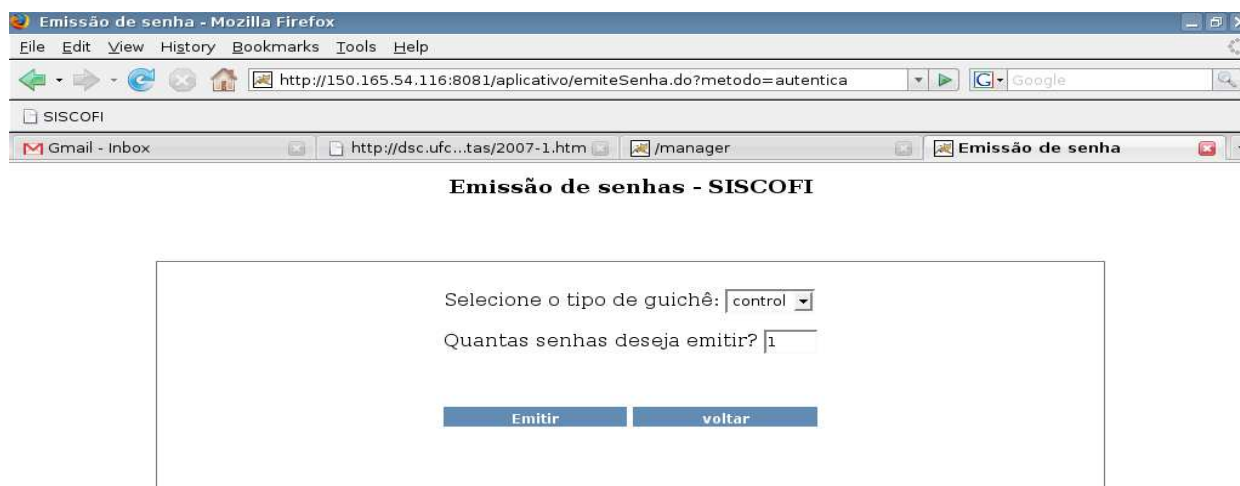 Emissão de senha - Mozilla Firefox
File Edit View History Bookmarks Tools Help
http://150.165.54.116:8081/aplicativo/emiteSenha.do?metodo=autentica Google
SISCOFI
Gmail - Inbox http://dsc.ufc...tas/2007-1.htm /manager Emissão de senha
Emissão de senhas - SISCOFI
Selecione o tipo de guichê: control
Quantas senhas deseja emitir? 1
Emitir voltar